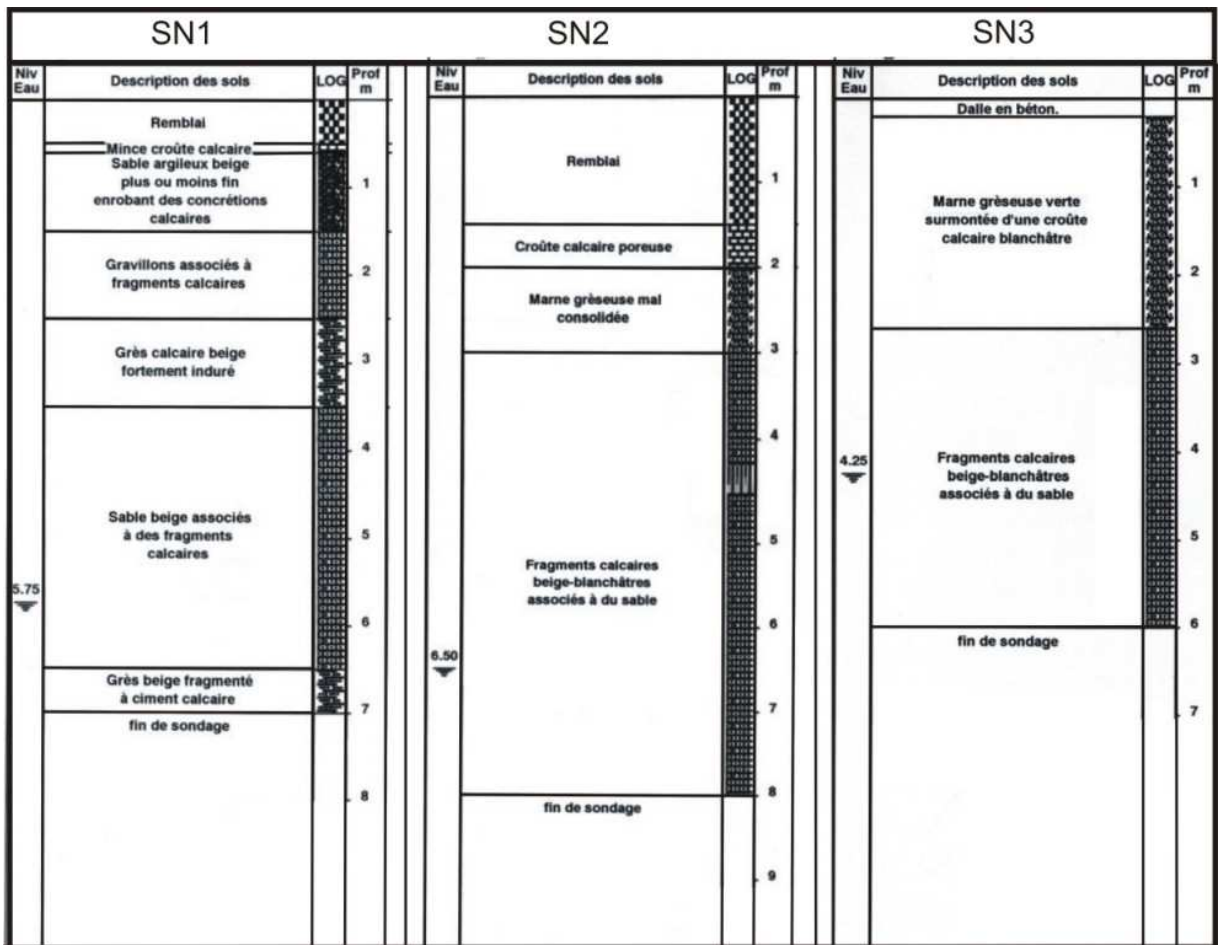 SN1
SN2
SN3
Niv
Eau
Description des sols
LOG
Prof
m
Remblai
Mince croûte calcaire
Sable argileux beige
plus ou moins fin
enrobant des concrétions
calcaires
Gravillons associés à
fragments calcaires
Grès calcaire beige
fortement induré
Sable beige associés
à des fragments
calcaires
Grès beige fragmenté
à ciment calcaire
fin de sondage
5.75
1
2
3
4
5
6
7
8
Niv
Eau
Description des sols
LOG
Prof
m
Remblai
Croûte calcaire poreuse
Marne grèseuse mal
consolidée
Fragments calcaires
beige-blanchâtres
associés à du sable
fin de sondage
6.50
1
2
3
4
5
6
7
8
9
Niv
Eau
Description des sols
LOG
Prof
m
Dalle en béton.
Marne grèseuse verte
surmontée d'une croûte
calcaire blanchâtre
Fragments calcaires
beige-blanchâtres
associés à du sable
fin de sondage
4.25
1
2
3
4
5
6
7